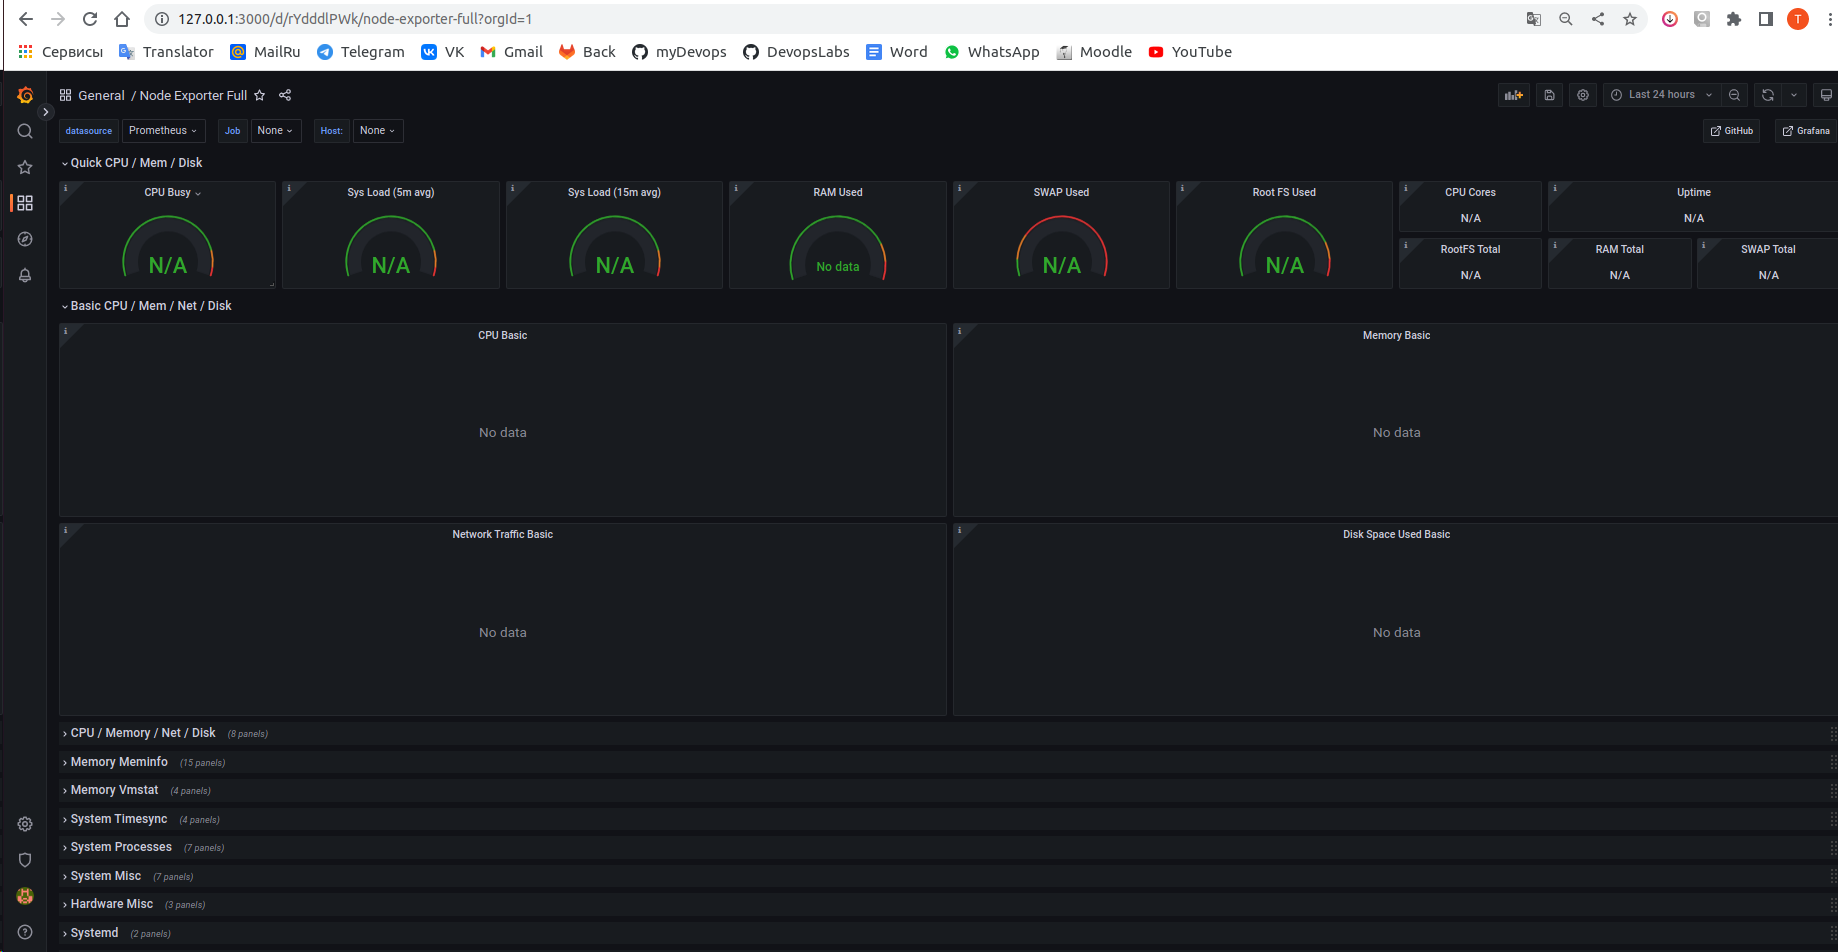 127.0.0.1:3000/d/rYdddlPWk/node-exporter-full?orgId=1
Сервисы Translator MailRu Telegram VK Gmail Back myDevops DevopsLabs Word WhatsApp Moodle YouTube
General / Node Exporter Full Last 24 hours
datasource Prometheus Job None Host: None GitHub Grafana
Quick CPU / Mem / Disk
CPU Busy Sys Load (5m avg) Sys Load (15m avg) RAM Used SWAP Used Root FS Used CPU Cores Uptime
N/A N/A
RootFS Total RAM Total SWAP Total
N/A N/A N/A No data N/A N/A N/A N/A N/A
Basic CPU / Mem / Net / Disk
CPU Basic Memory Basic
No data No data
Network Traffic Basic Disk Space Used Basic
No data No data
CPU / Memory / Net / Disk (8 panels)
Memory Meminfo (15 panels)
Memory Vmstat (4 panels)
System Timesync (4 panels)
System Processes (7 panels)
System Misc (7 panels)
Hardware Misc (3 panels)
Systemd (2 panels)